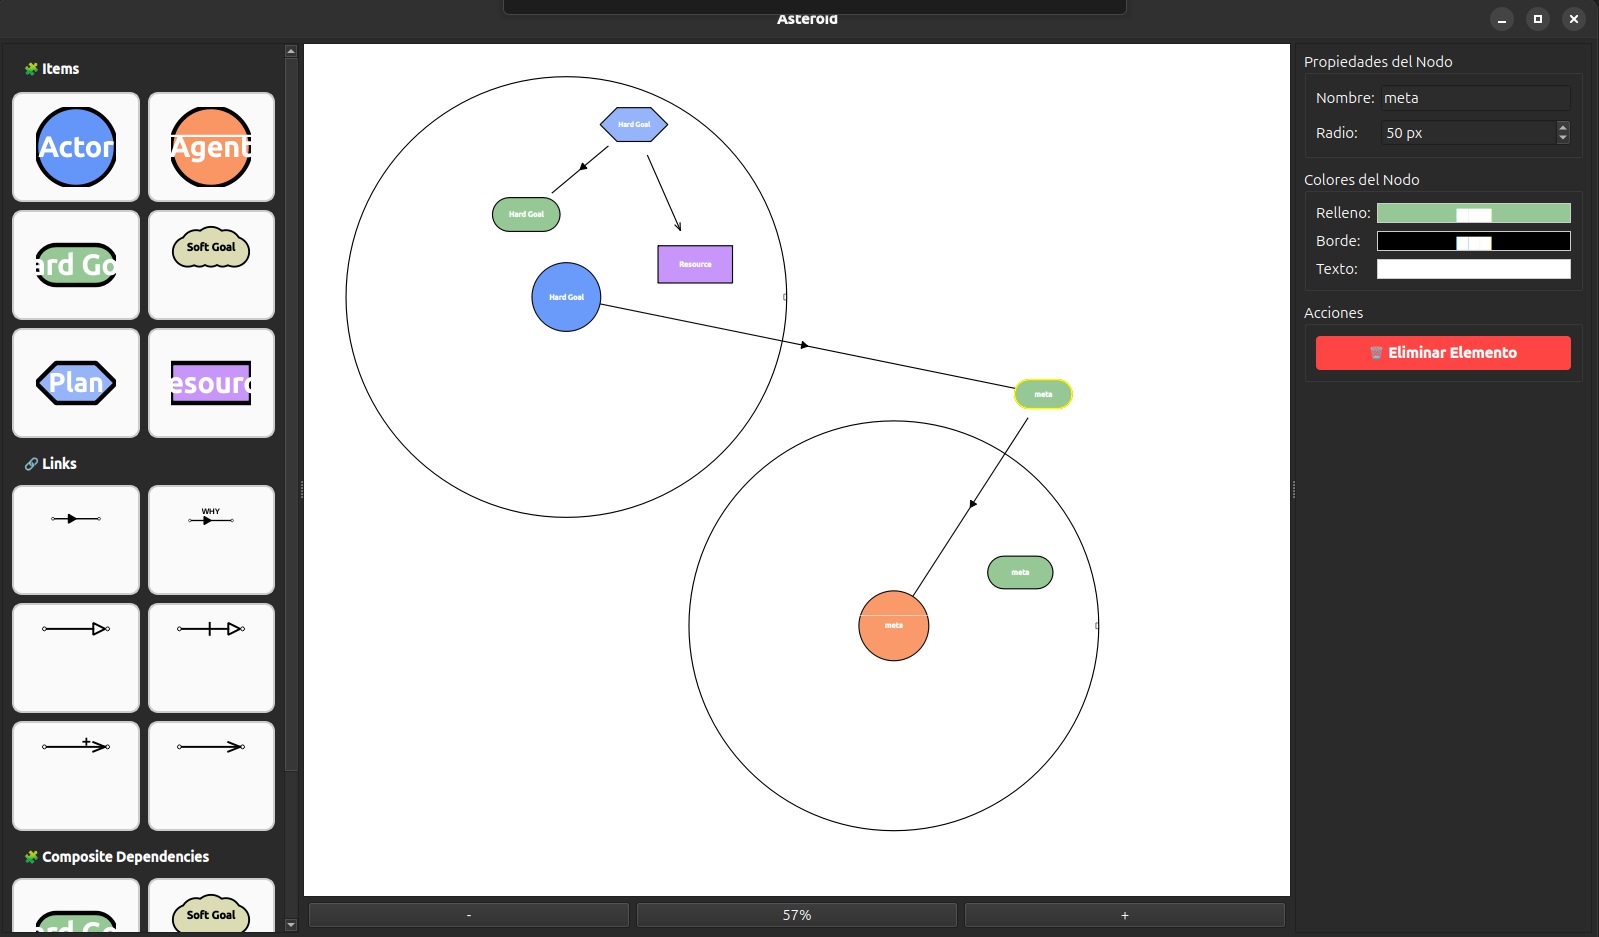 Asteroid
Items
Actor
Agent
ard Go
Soft Goal
Plan
esourc
Links
WHY
Composite Dependencies
ard Go
Soft Goal
Hard Goal
Hard Goal
Resource
Hard Goal
meta
meta
meta
-
57%
+
Propiedades del Nodo
Nombre: meta
Radio: 50 px
Colores del Nodo
Relleno:
Borde:
Texto:
Acciones
Eliminar Elemento